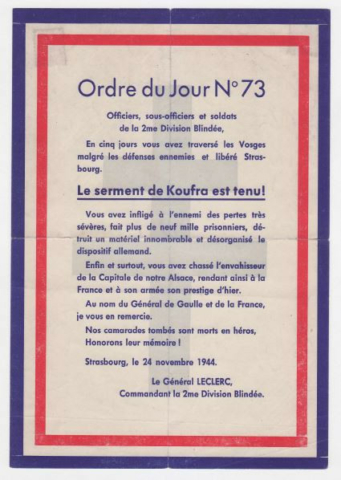 Ordre du Jour No 73
Officiers, sous-officiers et soldats
de la 2me Division Blindée,
En cinq jours vous avez traversé les Vosges
malgré les défenses ennemies et libéré Stras-
bourg.
Le serment de Koufra est tenu!
Vous avez infligé à l'ennemi des pertes très
sévères, fait plus de neuf mille prisonniers, dé-
truit un matériel innombrable et désorganisé le
dispositif allemand.
Enfin et surtout, vous avez chassé l'envahisseur
de la Capitale de notre Alsace, rendant ainsi à la
France et à son armée son prestige d'hier.
Au nom du Général de Gaulle et de la France,
je vous en remercie.
Nos camarades tombés sont morts en héros,
Honorons leur mémoire!
Strasbourg, le 24 novembre 1944.
Le Général LECLERC,
Commandant la 2me Division Blindée.